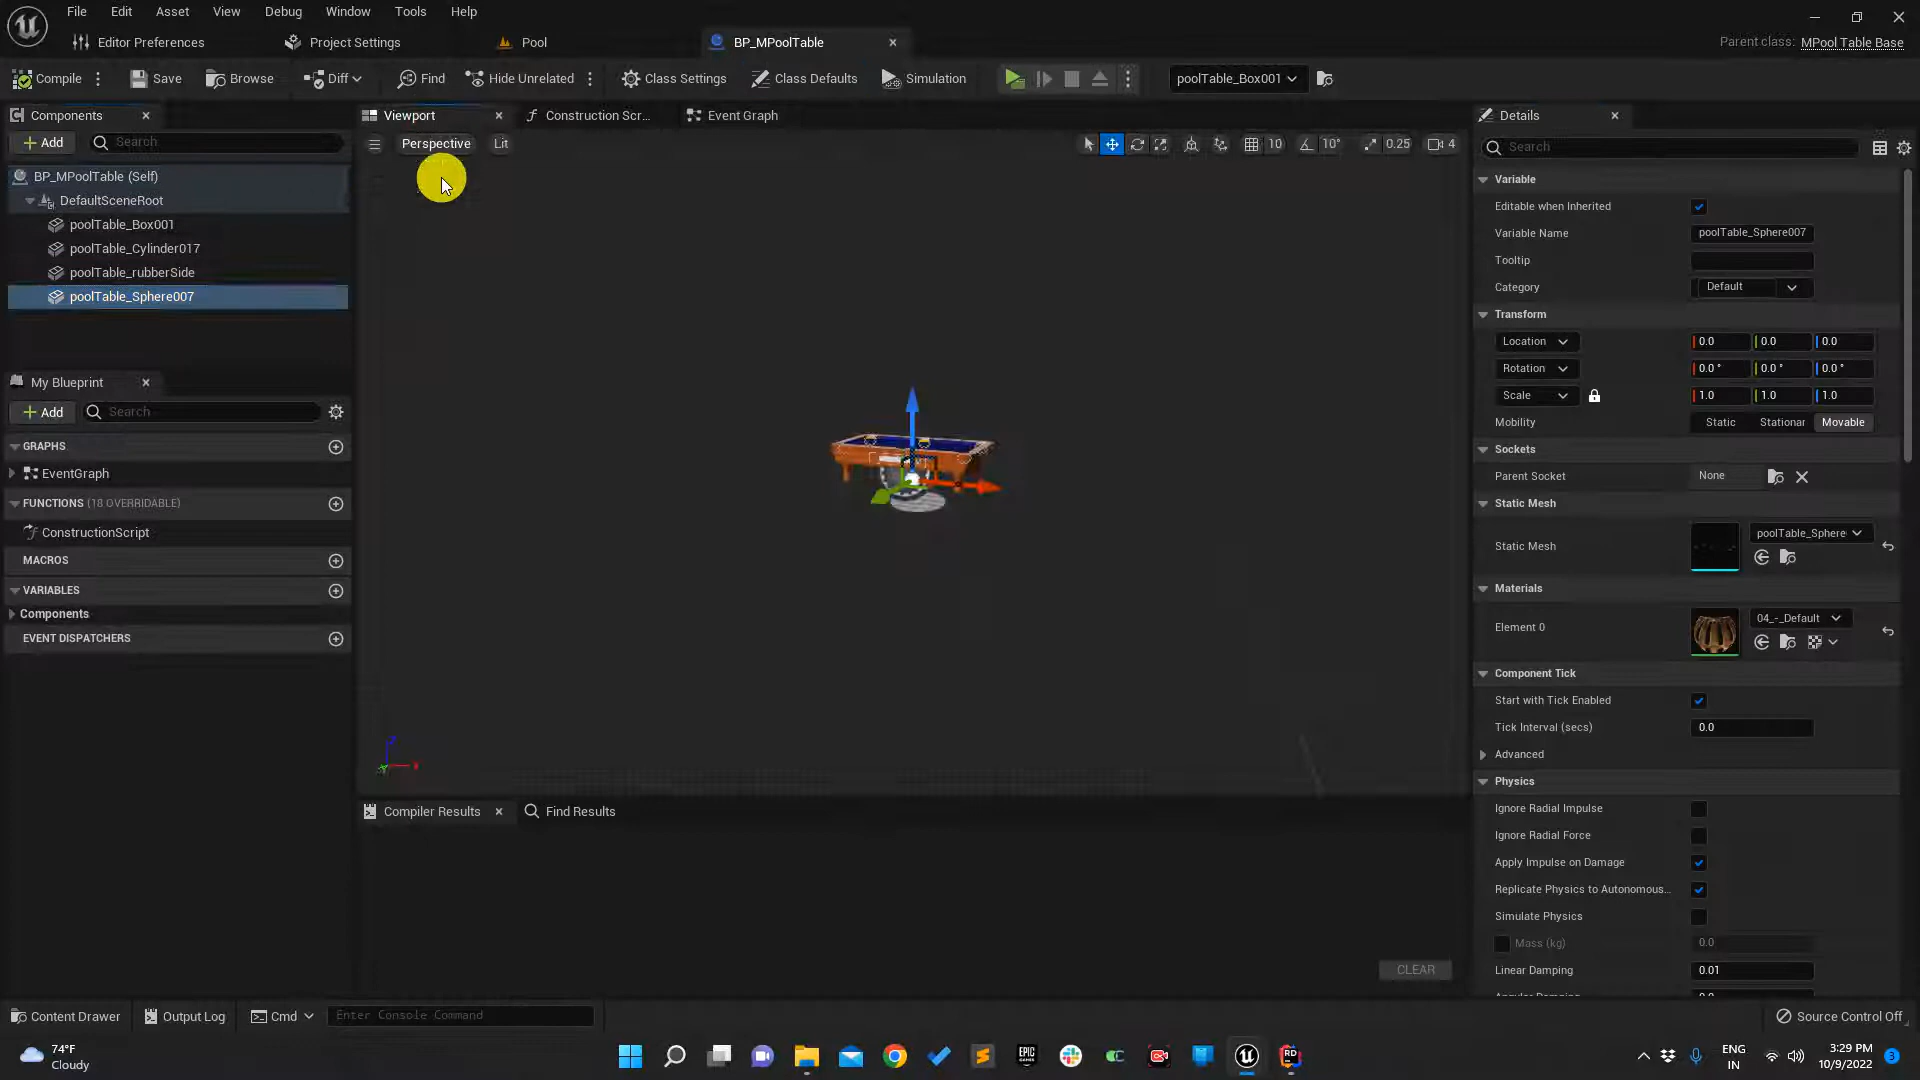 File Edit Asset View Debug Window Tools Help
Editor Preferences Project Settings Pool BP_MPoolTable
Parent class: MPool Table Base
Compile Save Browse Diff Find Hide Unrelated Class Settings Class Defaults Simulation poolTable_Box001
Components
Add Search
BP_MPoolTable (Self)
DefaultSceneRoot
poolTable_Box001
poolTable_Cylinder017
poolTable_rubberSide
poolTable_Sphere007
My Blueprint
Add Search
GRAPHS
EventGraph
FUNCTIONS (18 OVERRIDABLE)
ConstructionScript
MACROS
VARIABLES
Components
EVENT DISPATCHERS
Viewport Construction Scr... Event Graph
Perspective Lit
10 10° 0.25 4
Compiler Results Find Results
CLEAR
Details
Search
Variable
Editable when Inherited
Variable Name poolTable_Sphere007
Tooltip
Category Default
Transform
Location 0.0 0.0 0.0
Rotation 0.0° 0.0° 0.0°
Scale 1.0 1.0 1.0
Mobility Static Stationar Movable
Sockets
Parent Socket None
Static Mesh
Static Mesh poolTable_Sphere
Materials
Element 0 04_-_Default
Component Tick
Start with Tick Enabled
Tick Interval (secs) 0.0
Advanced
Physics
Ignore Radial Impulse
Ignore Radial Force
Apply Impulse on Damage
Replicate Physics to Autonomous...
Simulate Physics
Mass (kg) 0.0
Linear Damping 0.01
Content Drawer Output Log Cmd Enter Console Command Source Control Off
74°F
Cloudy
EPIC GAMES
RD
ENG
IN
3:29 PM
10/9/2022
3